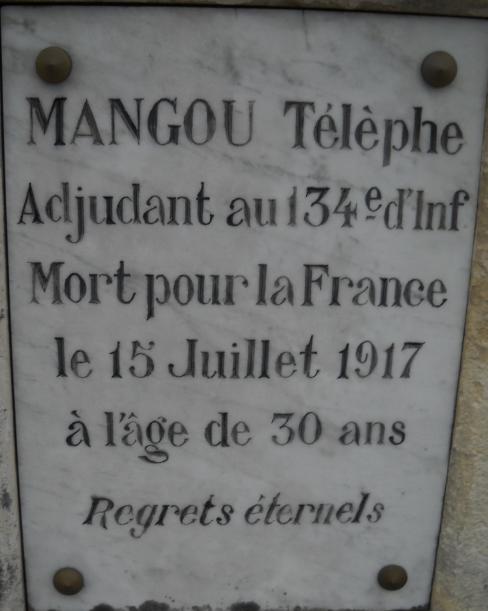 MANGOU Télèphe
Adjudant au 134e d'Inf
Mort pour la France
le 15 Juillet 1917
à l'âge de 30 ans
Regrets éternels